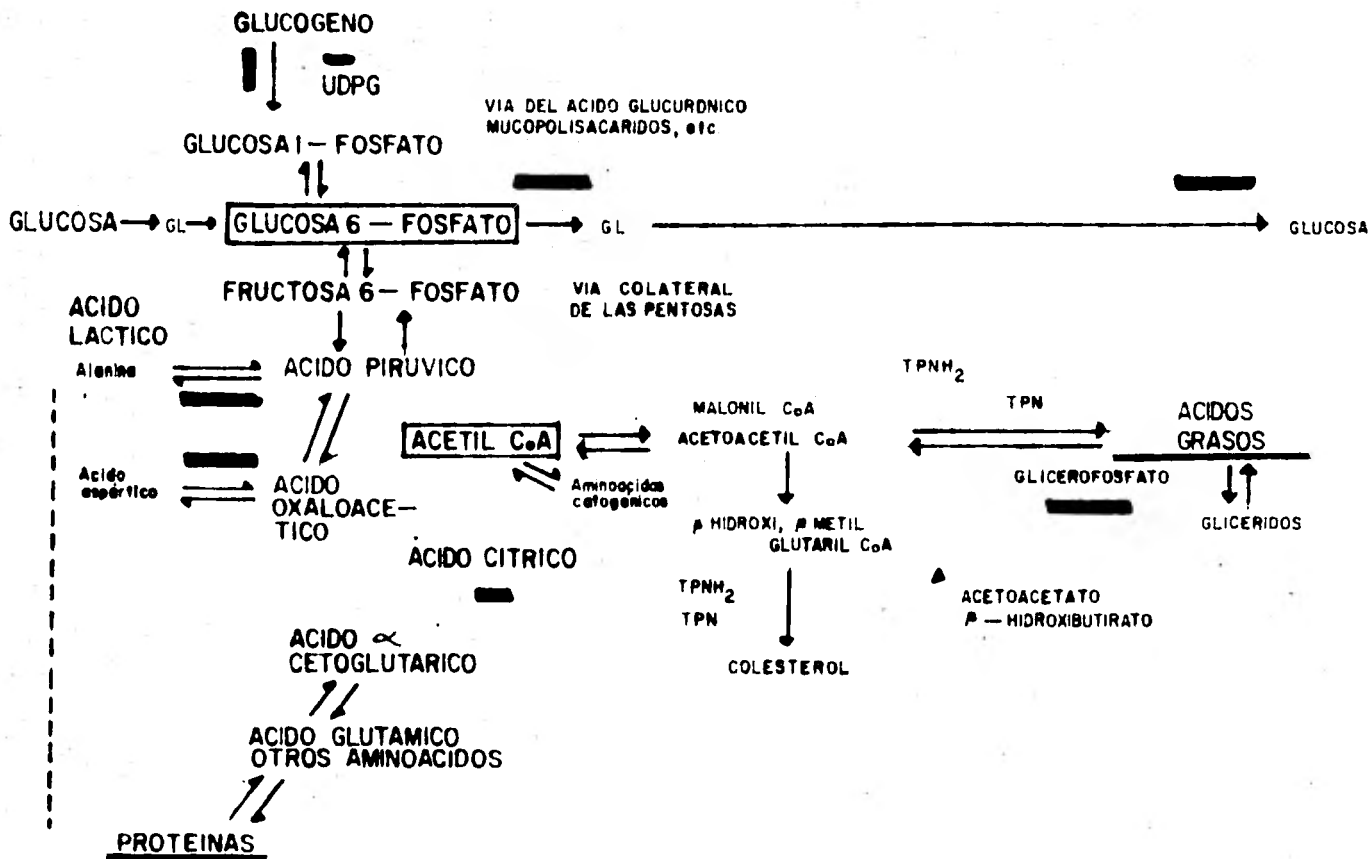 GLUCOGENO
UDPG
VIA DEL ACIDO GLUCURONICO
MUCOPOLISACARIDOS, etc
GLUCOSA 1 — FOSFATO
GLUCOSA
GL
GLUCOSA 6 — FOSFATO
GL
GLUCOSA
FRUCTOSA 6 — FOSFATO
VIA COLATERAL
DE LAS PENTOSAS
ACIDO
LACTICO
Alanina
ACIDO PIRUVICO
TPNH2
TPN
MALONIL CoA
ACETIL CoA
ACETOACETIL CoA
ACIDOS
GRASOS
Acido
aspártico
ACIDO
OXALOACE—
TICO
Aminoaçidos
cetogenicos
GLICEROFOSFATO
GLICERIDOS
β HIDROXI, β METIL
GLUTARIL CoA
ACIDO CITRICO
TPNH2
TPN
ACETOACETATO
β — HIDROXIBUTIRATO
ACIDO ∝
CETOGLUTARICO
COLESTEROL
ACIDO GLUTAMICO
OTROS AMINOACIDOS
PROTEINAS